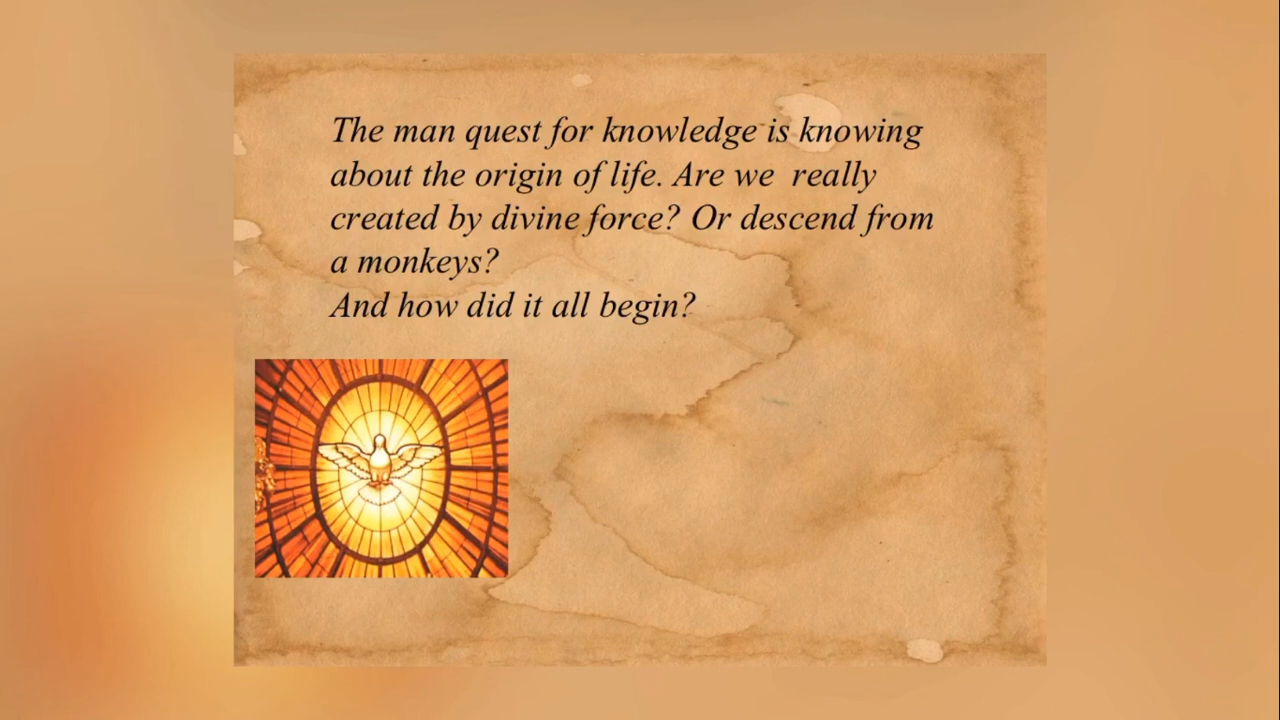 The man quest for knowledge is knowing
about the origin of life. Are we  really
created by divine force? Or descend from
a monkeys?
And how did it all begin?